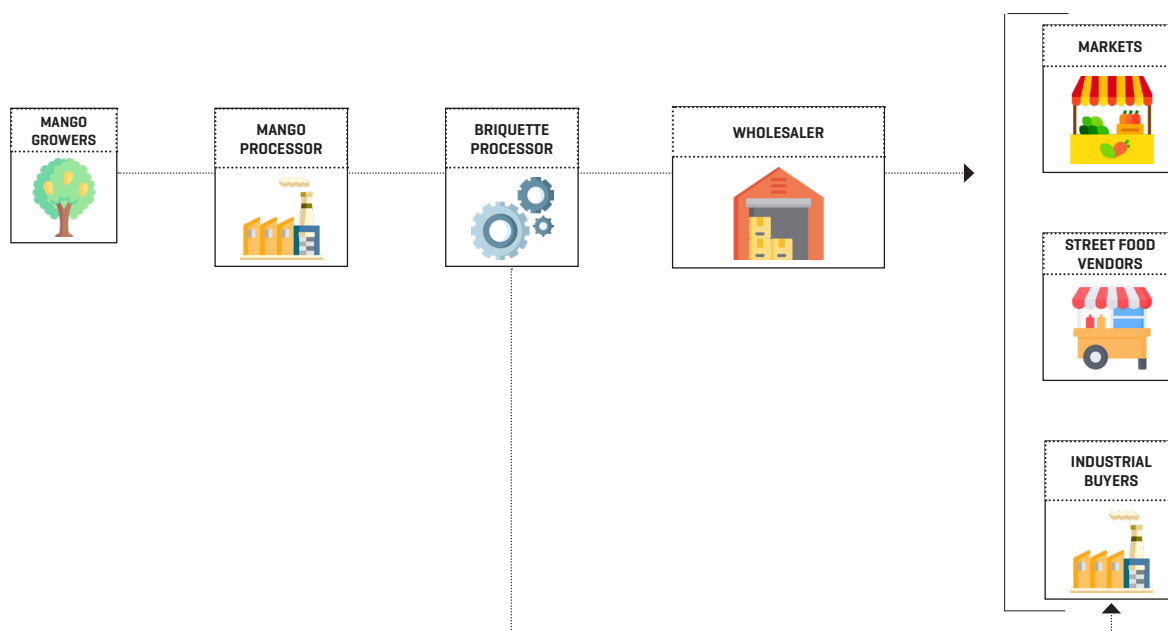 MANGO
GROWERS
MANGO
PROCESSOR
BRIQUETTE
PROCESSOR
WHOLESALER
MARKETS
STREET FOOD
VENDORS
INDUSTRIAL
BUYERS